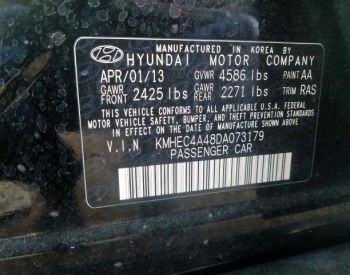 MANUFACTURED IN KOREA BY
HYUNDAI MOTOR COMPANY
APR/01/13 GVWR 4586 lbs PAINT AA
GAWR FRONT 2425 lbs GAWR REAR 2271 lbs TRIM RAS
THIS VEHICLE CONFORMS TO ALL APPLICABLE U.S. FEDERAL
MOTOR VEHICLE SAFETY, BUMPER, AND THEFT PREVENTION
STANDARDS IN EFFECT ON THE DATE OF MANUFACTURE SHOWN ABOVE.
V.I.N KMHEC4A48DA073179
PASSENGER CAR